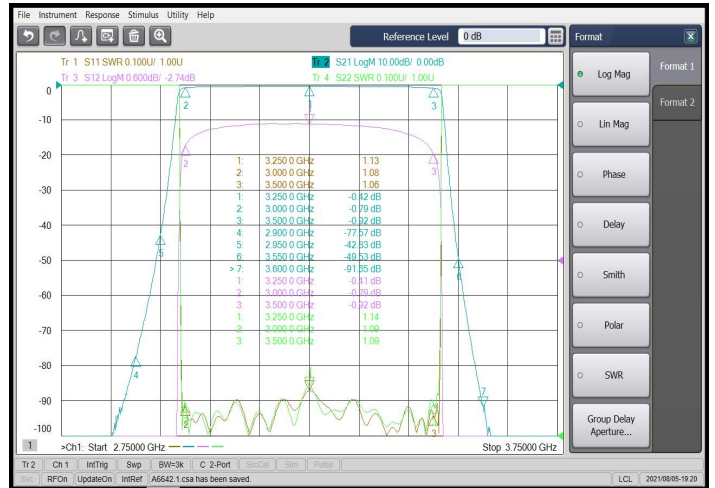 File Instrument Response Stimulus Utility Help
Reference Level 0 dB
Format
Tr 1 S11 SWR 0.100U/ 1.00U
Tr 2 S21 LogM 10.00dB/ 0.00dB
Tr 3 S12 LogM 0.600dB/ -2.74dB
Tr 4 S22 SWR 0.100U/ 1.00U
0
-10
-20
-30
-40
-50
-60
-70
-80
-90
-100
2
1
3
2
3
5
6
4
7
2
3
1: 3.250 0 GHz 1.13
2: 3.000 0 GHz 1.08
3: 3.500 0 GHz 1.06
1: 3.250 0 GHz -0.42 dB
2: 3.000 0 GHz -0.79 dB
3: 3.500 0 GHz -0.92 dB
4: 2.900 0 GHz -77.57 dB
5: 2.950 0 GHz -42.83 dB
6: 3.550 0 GHz -49.53 dB
> 7: 3.600 0 GHz -91.65 dB
1: 3.250 0 GHz -0.41 dB
2: 3.000 0 GHz -0.79 dB
3: 3.500 0 GHz -0.92 dB
1: 3.250 0 GHz 1.14
2: 3.000 0 GHz 1.09
3: 3.500 0 GHz 1.09
1
>Ch1: Start 2.75000 GHz
Stop 3.75000 GHz
Log Mag
Lin Mag
Phase
Delay
Smith
Polar
SWR
Group Delay
Aperture...
Format 1
Format 2
Tr 2 Ch 1 IntTrig Swp BW=3k C 2-Port SrcCal Sim Pulse
Svc RFOn UpdateOn IntRef A6642.1.csa has been saved. LCL 2021/08/05-19:20